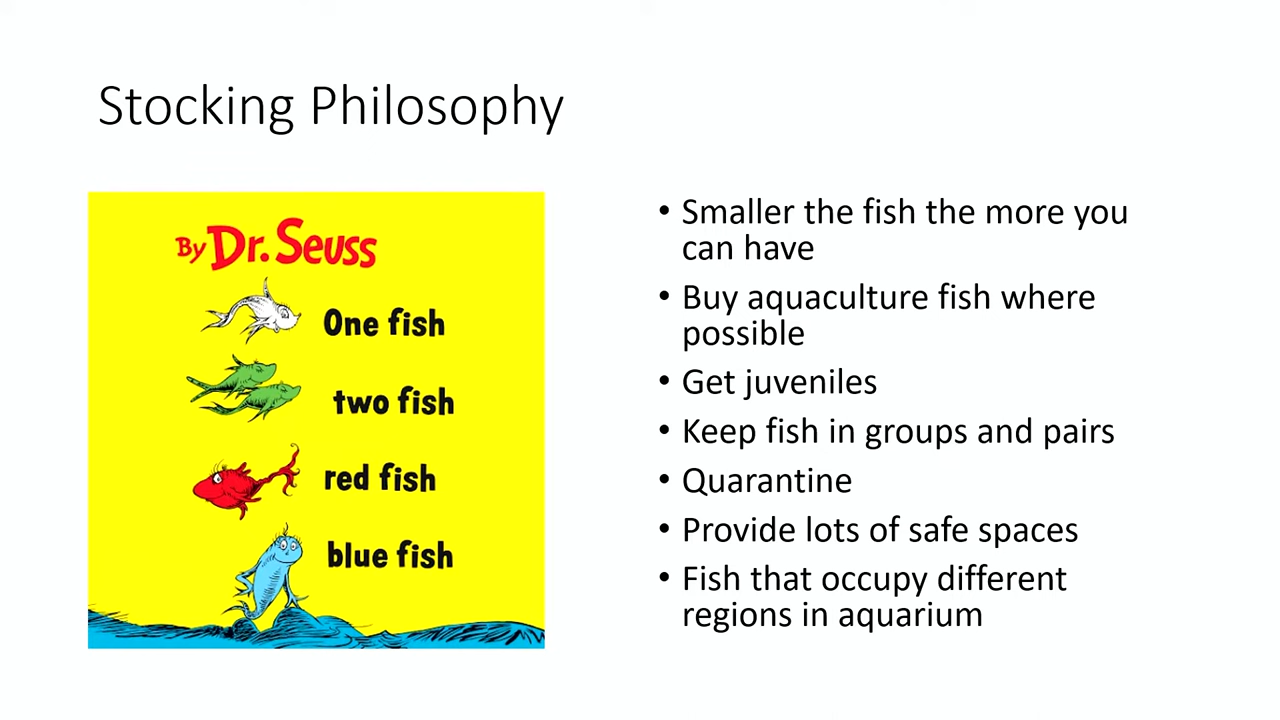 Stocking Philosophy
By Dr. Seuss
One fish
two fish
red fish
blue fish
• Smaller the fish the more you
can have
• Buy aquaculture fish where
possible
• Get juveniles
• Keep fish in groups and pairs
• Quarantine
• Provide lots of safe spaces
• Fish that occupy different
regions in aquarium